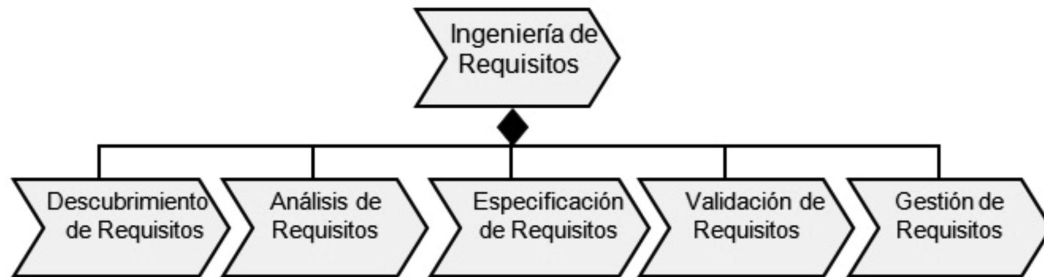 Ingeniería de
Requisitos
Descubrimiento
de Requisitos
Análisis de
Requisitos
Especificación
de Requisitos
Validación de
Requisitos
Gestión de
Requisitos